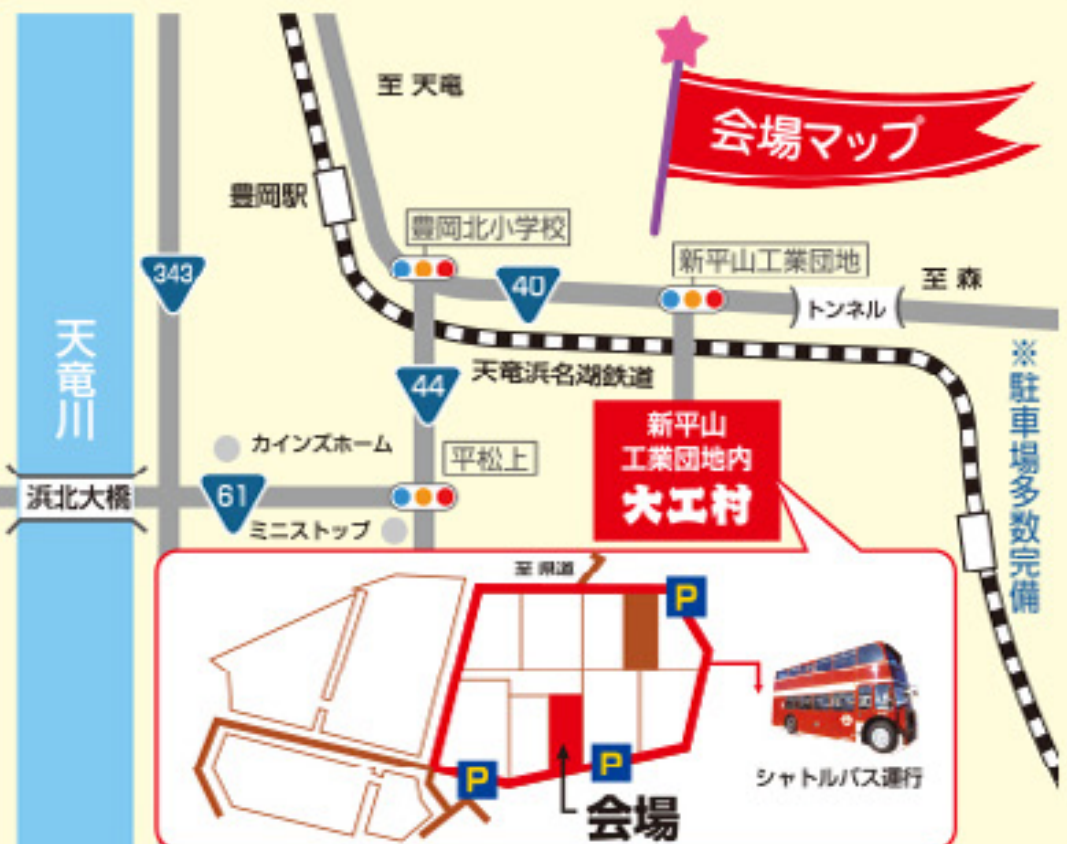 至 天竜
会場マップ
豊岡駅
豊岡北小学校
343
40
新平山工業団地
至 森
トンネル
天竜川
44
天竜浜名湖鉄道
※駐車場多数完備
カインズホーム
平松上
新平山
工業団地内
大工村
浜北大橋
61
ミニストップ
至 県道
P
P
P
シャトルバス運行
会場